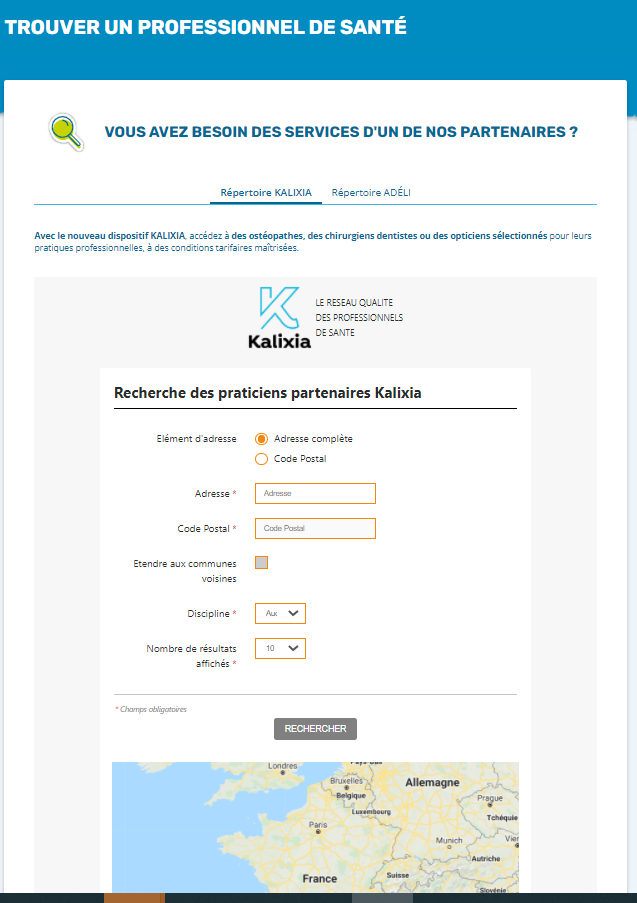 TROUVER UN PROFESSIONNEL DE SANTÉ
VOUS AVEZ BESOIN DES SERVICES D'UN DE NOS PARTENAIRES ?
Répertoire KALIXIA Répertoire ADÉLI
Avec le nouveau dispositif KALIXIA, accédez à des ostéopathes, des chirurgiens dentistes ou des opticiens sélectionnés pour leurs
pratiques professionnelles, à des conditions tarifaires maîtrisées.
LE RESEAU QUALITE
DES PROFESSIONNELS
DE SANTE
Kalixia
Recherche des praticiens partenaires Kalixia
Elément d'adresse Adresse complète
Code Postal
Adresse * Adresse
Code Postal * Code Postal
Etendre aux communes
voisines
Discipline * Au
Nombre de résultats 10
affichés *
* Champs obligatoires
RECHERCHER
Londres
Bruxelles
Belgique
Allemagne
Prague
Luxembourg
Tchéquie
Paris
Munich
Vie
Autriche
France
Suisse
Slovénie